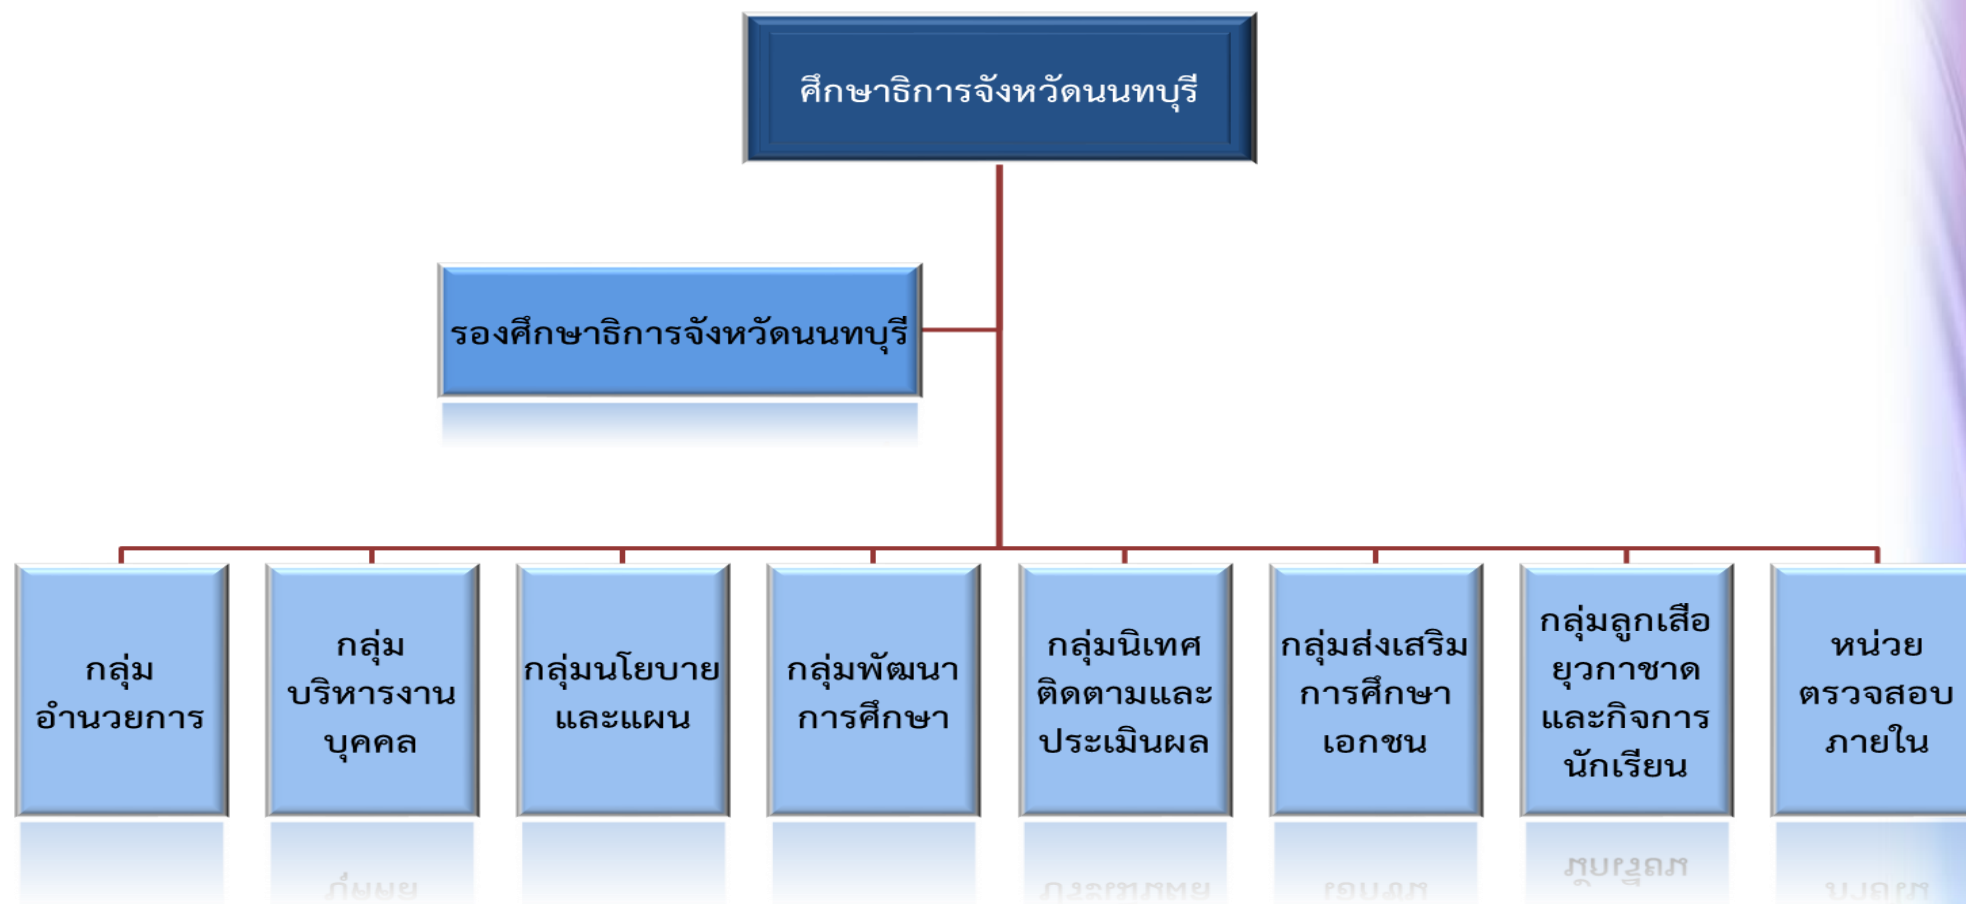 ศึกษาธิการจังหวัดนนทบุรี
รองศึกษาธิการจังหวัดนนทบุรี
กลุ่ม
อำนวยการ
กลุ่ม
บริหารงาน
บุคคล
กลุ่มนโยบาย
และแผน
กลุ่มพัฒนา
การศึกษา
กลุ่มนิเทศ
ติดตามและ
ประเมินผล
กลุ่มส่งเสริม
การศึกษา
เอกชน
กลุ่มลูกเสือ
ยุวกาชาด
และกิจการ
นักเรียน
หน่วย
ตรวจสอบ
ภายใน